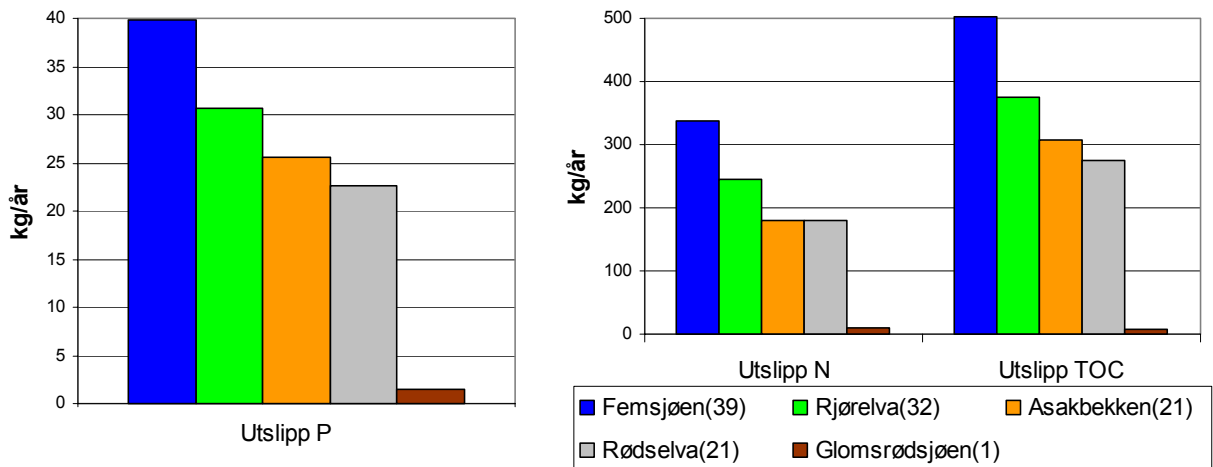 40
35
30
25
20
15
10
5
0
kg/år
Utslipp P
500
400
300
200
100
0
kg/år
Utslipp N Utslipp TOC
Femsjøen(39) Rjørelva(32) Asakbekken(21)
Rødselva(21) Glomsrødsjøen(1)